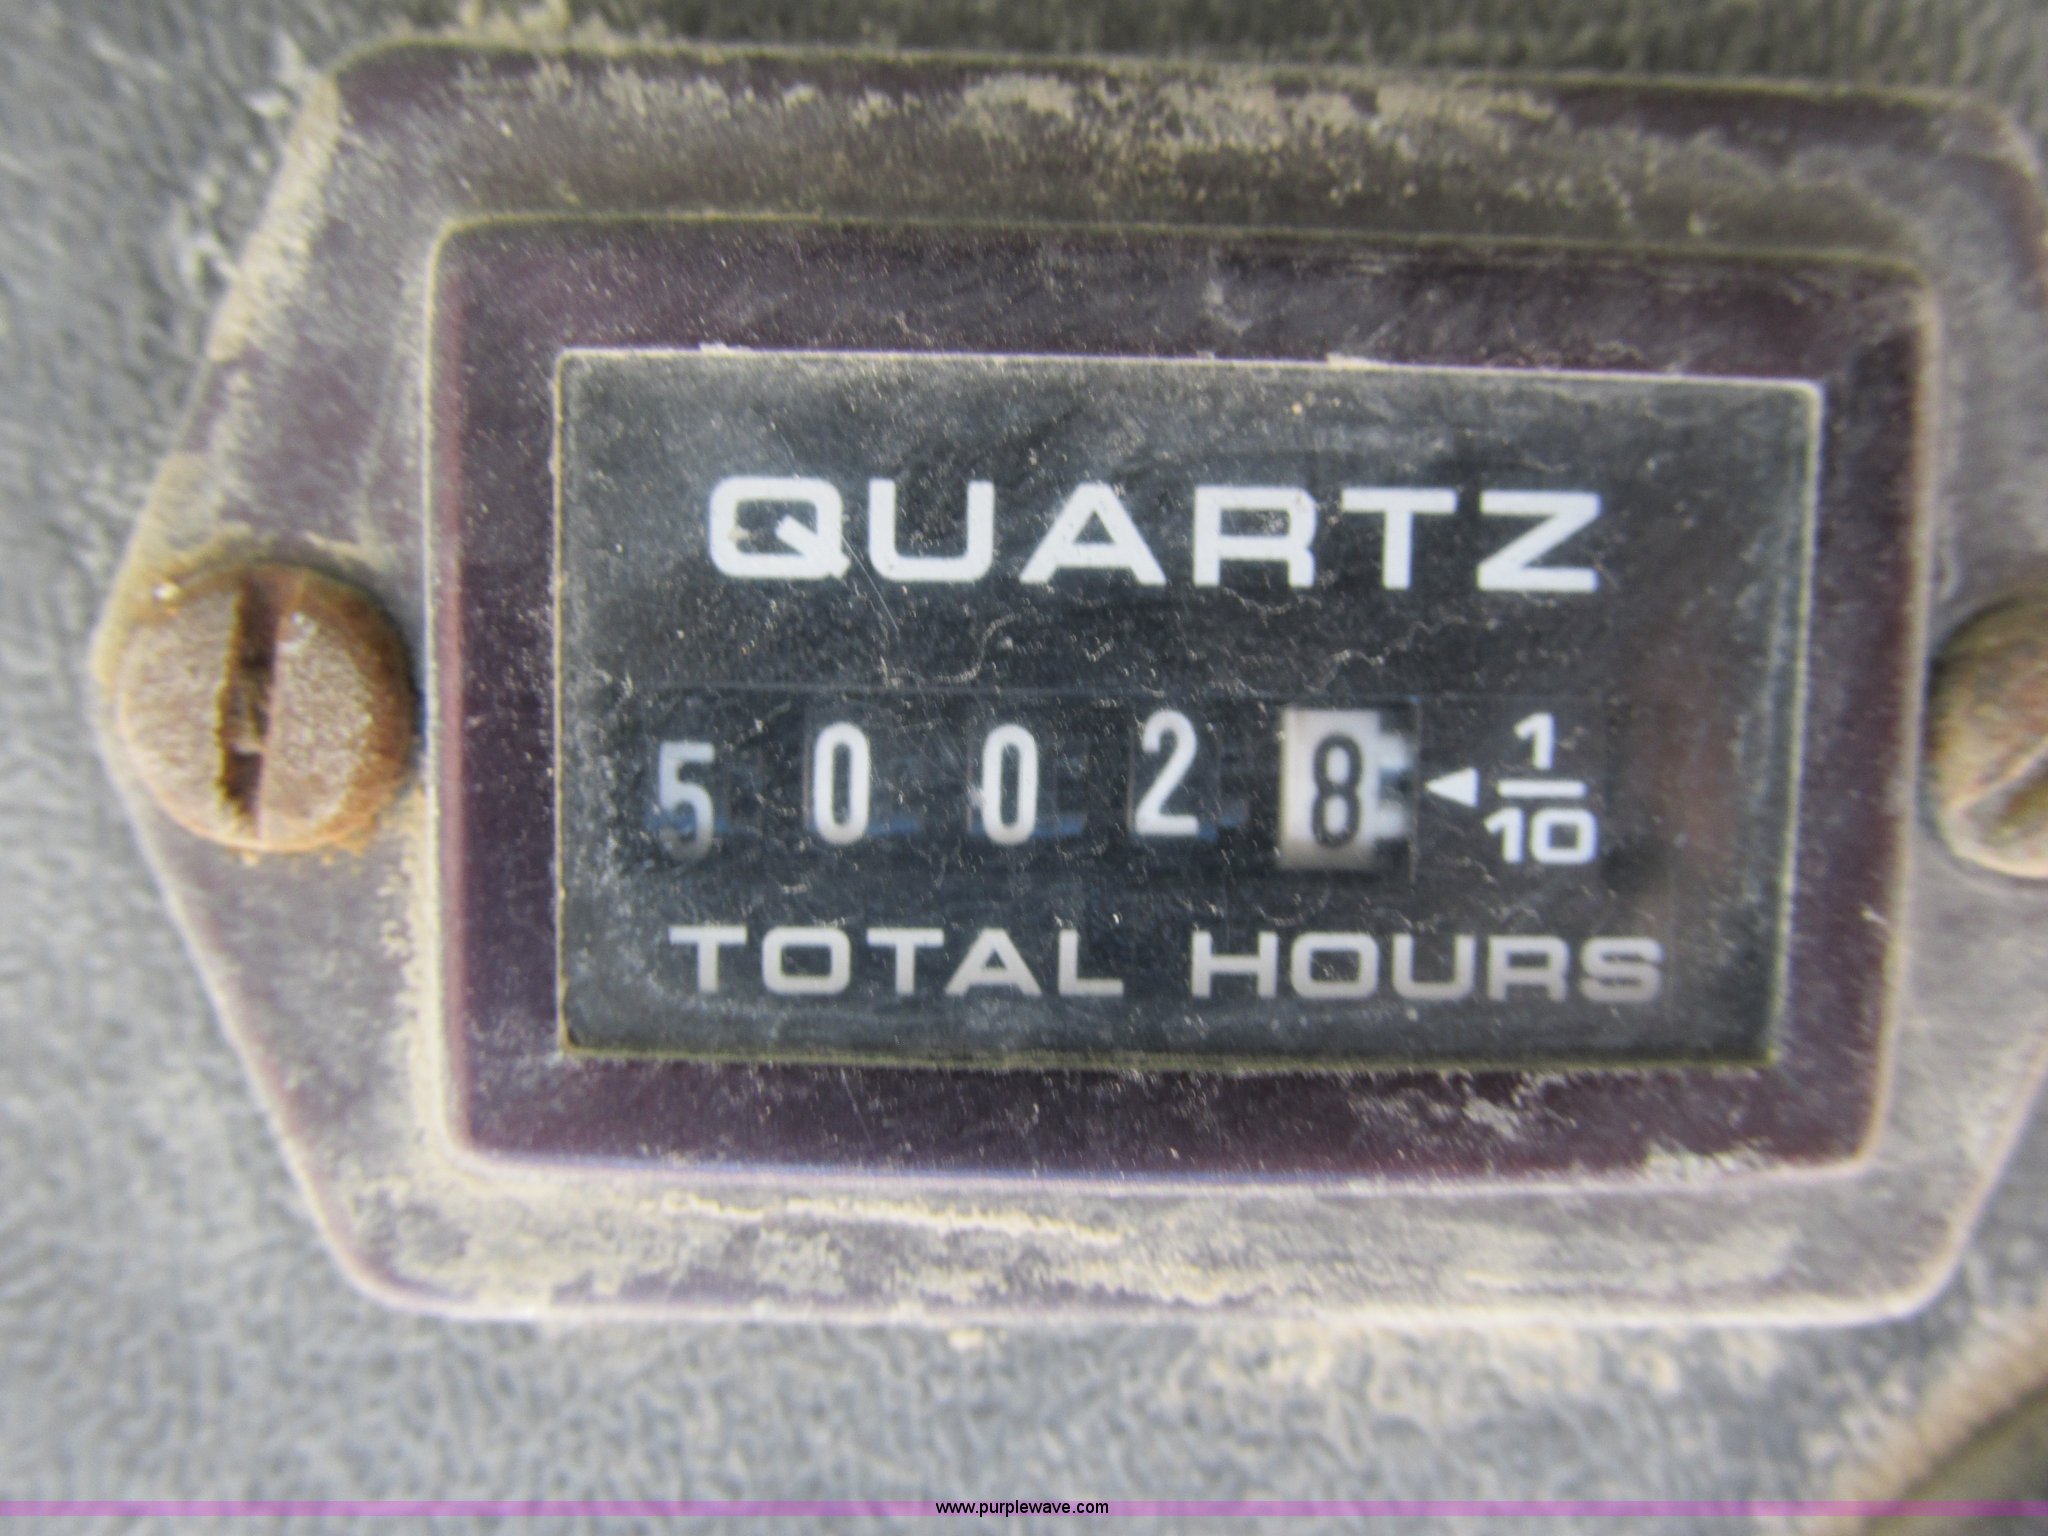 QUARTZ
5 0 0 2 8 ◄ 1/10
TOTAL HOURS
www.purplewave.com